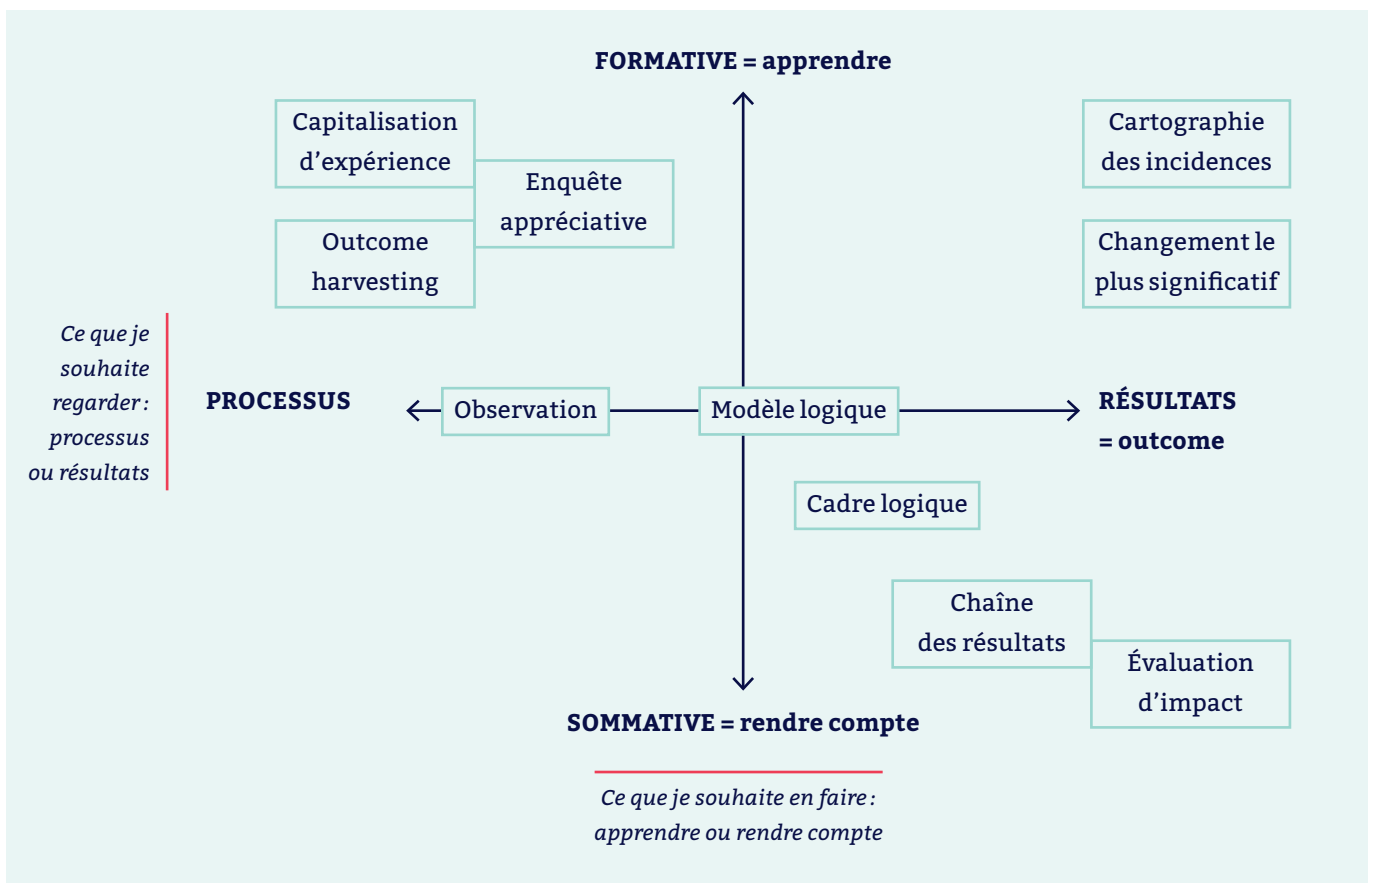 FORMATIVE = apprendre
Capitalisation
d’expérience
Enquête
appréciative
Outcome
harvesting
Cartographie
des incidences
Changement le
plus significatif
Ce que je
souhaite
regarder :
processus
ou résultats
PROCESSUS
Observation
Modèle logique
RÉSULTATS
= outcome
Cadre logique
Chaîne
des résultats
Évaluation
d’impact
SOMMATIVE = rendre compte
Ce que je souhaite en faire :
apprendre ou rendre compte